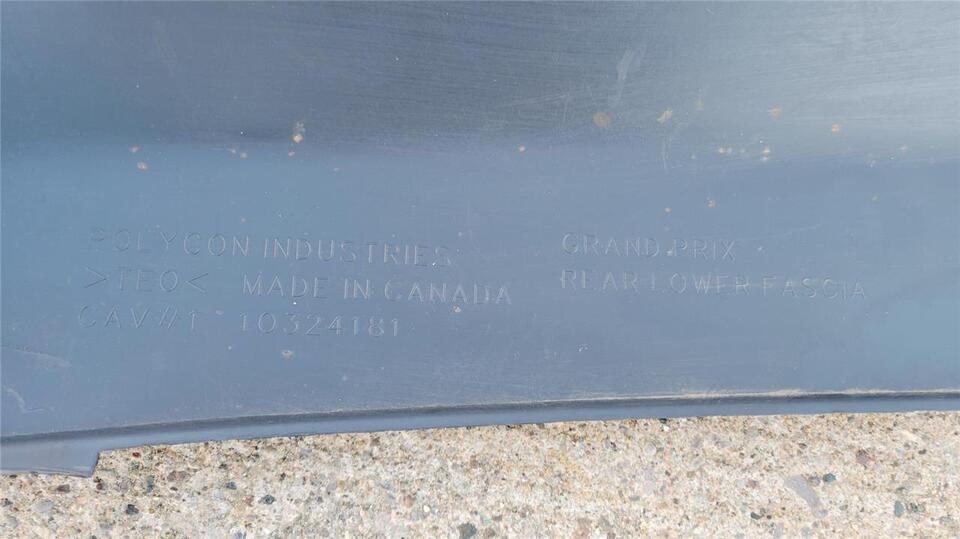 POLYCON INDUSTRIES
>TEO< MADE IN CANADA
CAV#1 10324181
GRAND PRIX
REAR LOWER FASCIA